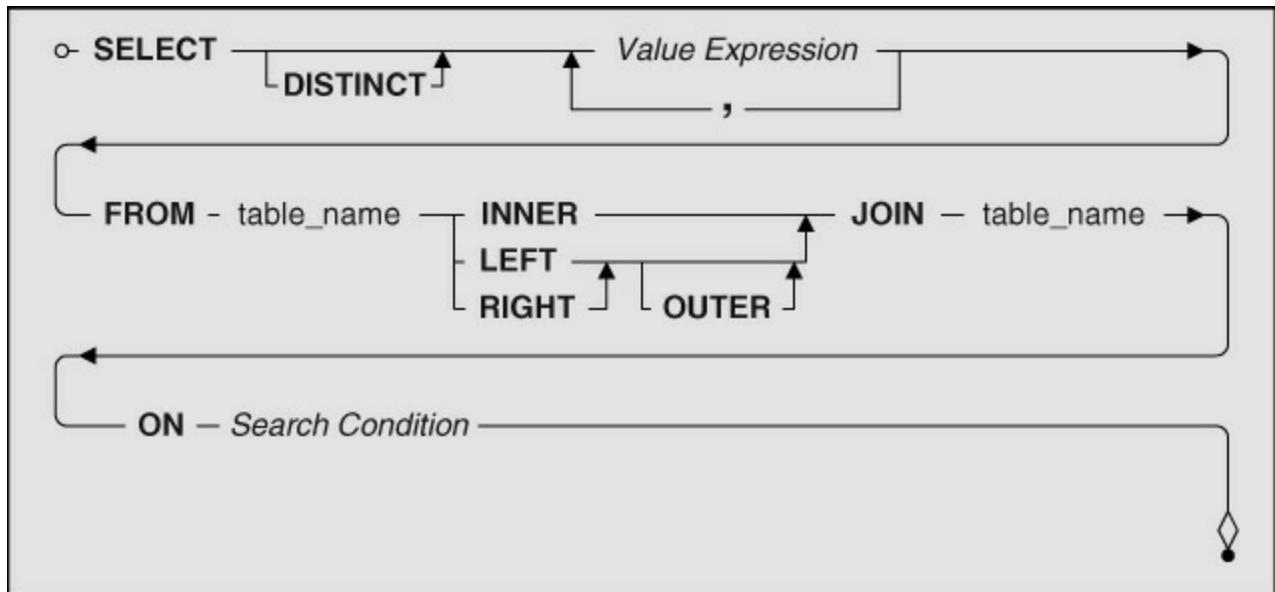 SELECT Value Expression
DISTINCT
,
FROM table_name INNER JOIN table_name
LEFT
RIGHT OUTER
ON Search Condition